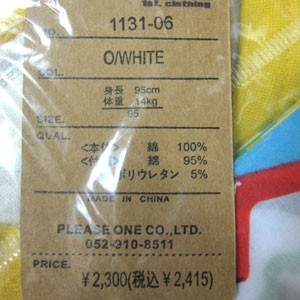 f.o.f. clothing
NO. 1131-06
O/WHITE
COL.
身長 95cm
体重 14kg
SIZE. 95
QUAL.
<本体> 綿 100%
<付属> 綿 95%
ポリウレタン 5%
MADE IN CHINA
PLEASE ONE CO.,LTD.
052-910-8511
PRICE.
¥2,300(税込¥2,415)